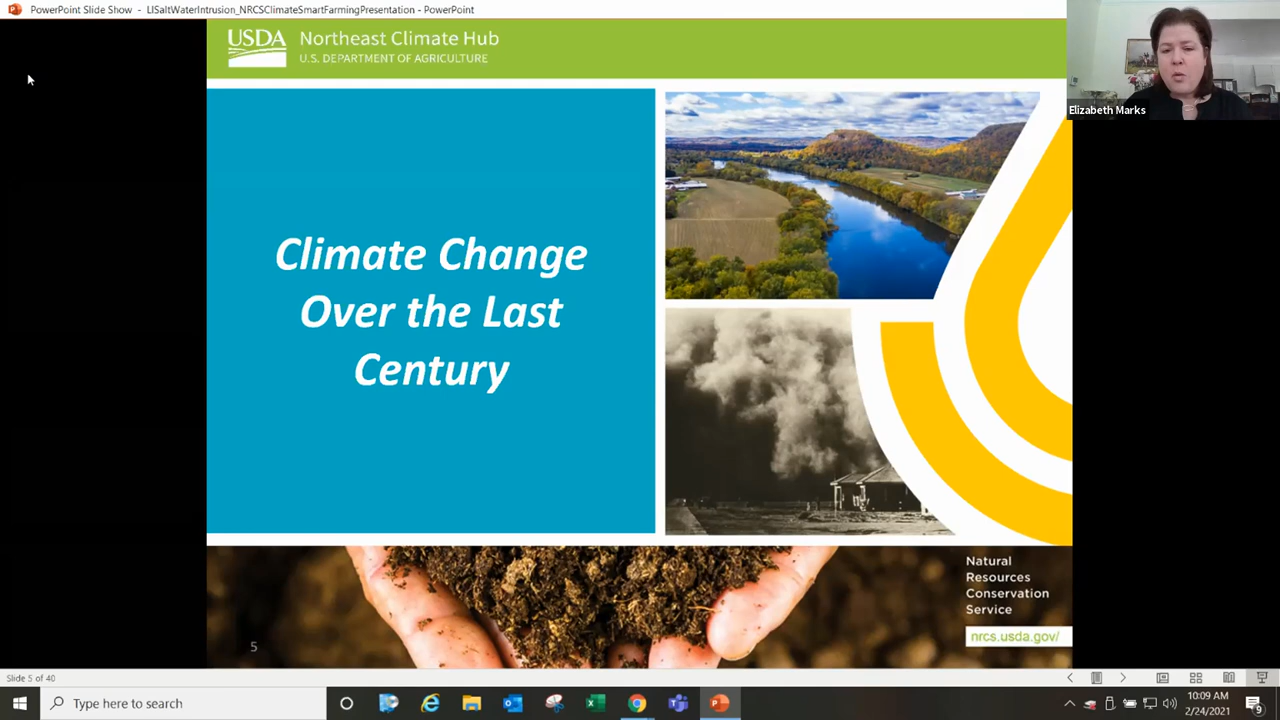 PowerPoint Slide Show - LISaltWaterIntrusion_NRCSClimateSmartFarmingPresentation - PowerPoint
USDA
Northeast Climate Hub
U.S. DEPARTMENT OF AGRICULTURE
Elizabeth Marks
Climate Change
Over the Last
Century
Natural
Resources
Conservation
Service
nrcs.usda.gov/
5
Slide 5 of 40
Type here to search
10:09 AM
2/24/2021
9